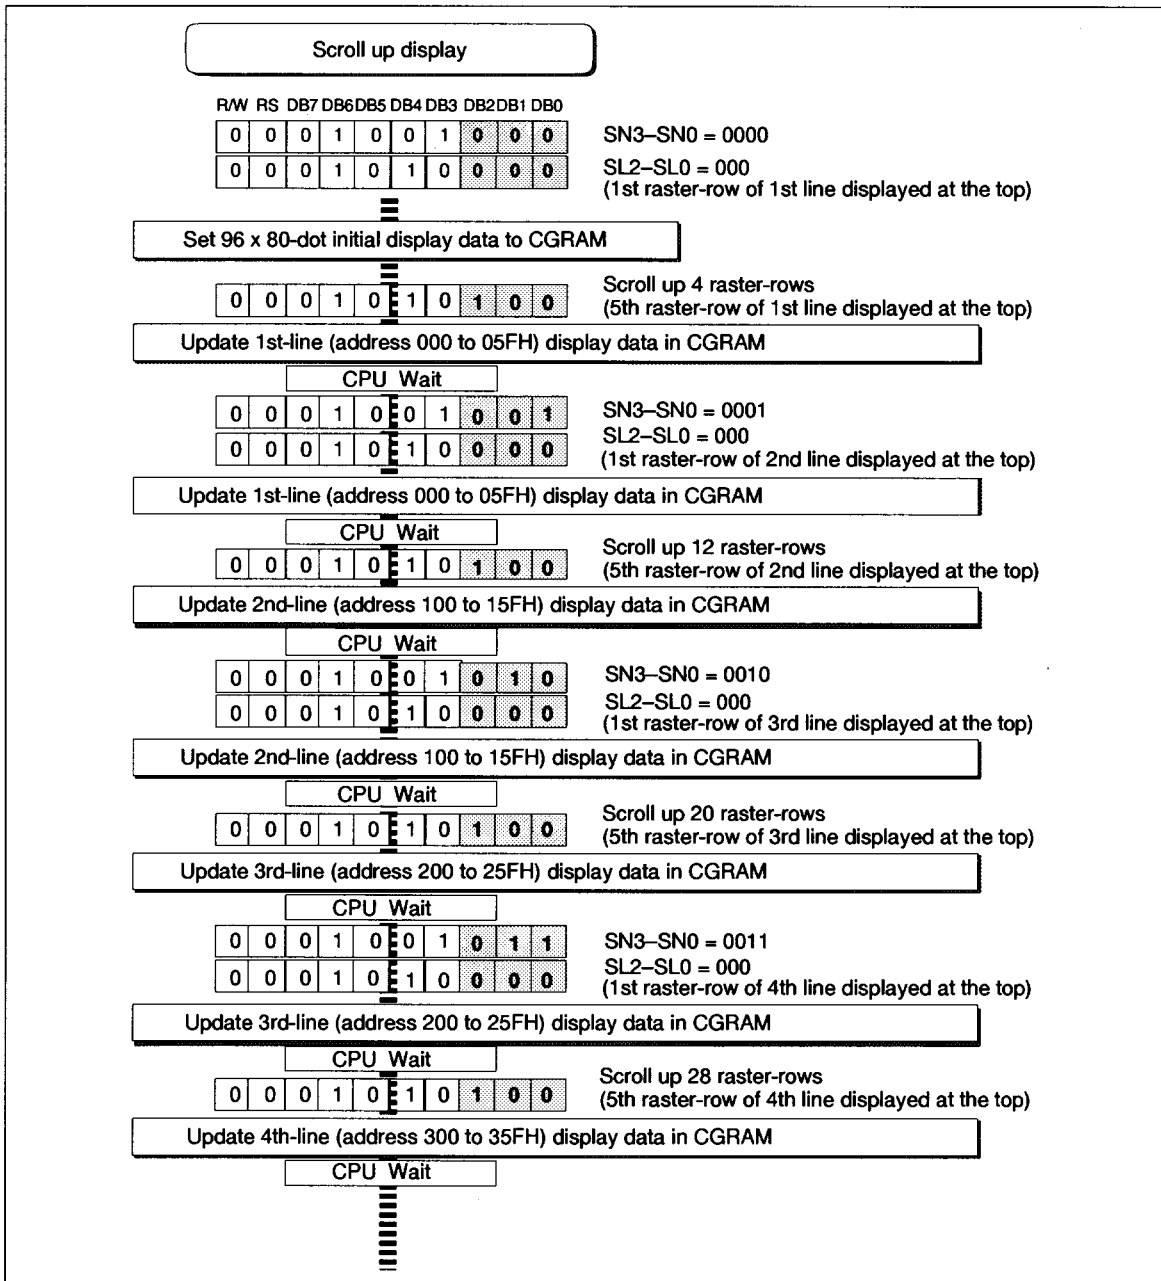 Scroll up display
R/W RS DB7 DB6 DB5 DB4 DB3 DB2 DB1 DB0
0 0 0 1 0 0 1 0 0 0 SN3–SN0 = 0000
0 0 0 1 0 1 0 0 0 0 SL2–SL0 = 000
(1st raster-row of 1st line displayed at the top)
Set 96 x 80-dot initial display data to CGRAM
Scroll up 4 raster-rows
0 0 0 1 0 1 0 1 0 0 (5th raster-row of 1st line displayed at the top)
Update 1st-line (address 000 to 05FH) display data in CGRAM
CPU Wait
0 0 0 1 0 0 1 0 0 1 SN3–SN0 = 0001
0 0 0 1 0 1 0 0 0 0 SL2–SL0 = 000
(1st raster-row of 2nd line displayed at the top)
Update 1st-line (address 000 to 05FH) display data in CGRAM
CPU Wait
Scroll up 12 raster-rows
0 0 0 1 0 1 0 1 0 0 (5th raster-row of 2nd line displayed at the top)
Update 2nd-line (address 100 to 15FH) display data in CGRAM
CPU Wait
0 0 0 1 0 0 1 0 1 0 SN3–SN0 = 0010
0 0 0 1 0 1 0 0 0 0 SL2–SL0 = 000
(1st raster-row of 3rd line displayed at the top)
Update 2nd-line (address 100 to 15FH) display data in CGRAM
CPU Wait
Scroll up 20 raster-rows
0 0 0 1 0 1 0 1 0 0 (5th raster-row of 3rd line displayed at the top)
Update 3rd-line (address 200 to 25FH) display data in CGRAM
CPU Wait
0 0 0 1 0 0 1 0 1 1 SN3–SN0 = 0011
0 0 0 1 0 1 0 0 0 0 SL2–SL0 = 000
(1st raster-row of 4th line displayed at the top)
Update 3rd-line (address 200 to 25FH) display data in CGRAM
CPU Wait
Scroll up 28 raster-rows
0 0 0 1 0 1 0 1 0 0 (5th raster-row of 4th line displayed at the top)
Update 4th-line (address 300 to 35FH) display data in CGRAM
CPU Wait